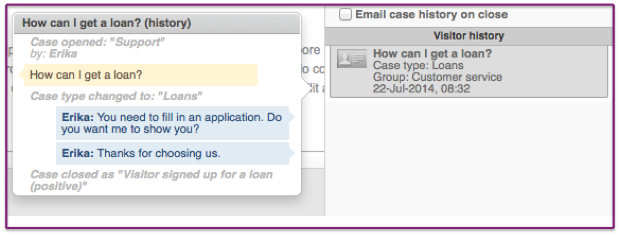 How can I get a loan? (history)
Case opened: "Support"
by: Erika
How can I get a loan?
Case type changed to: "Loans"
Erika: You need to fill in an application. Do
you want me to show you?
Erika: Thanks for choosing us.
Case closed as "Visitor signed up for a loan
(positive)"
Email case history on close
Visitor history
How can I get a loan?
Case type: Loans
Group: Customer service
22-Jul-2014, 08:32